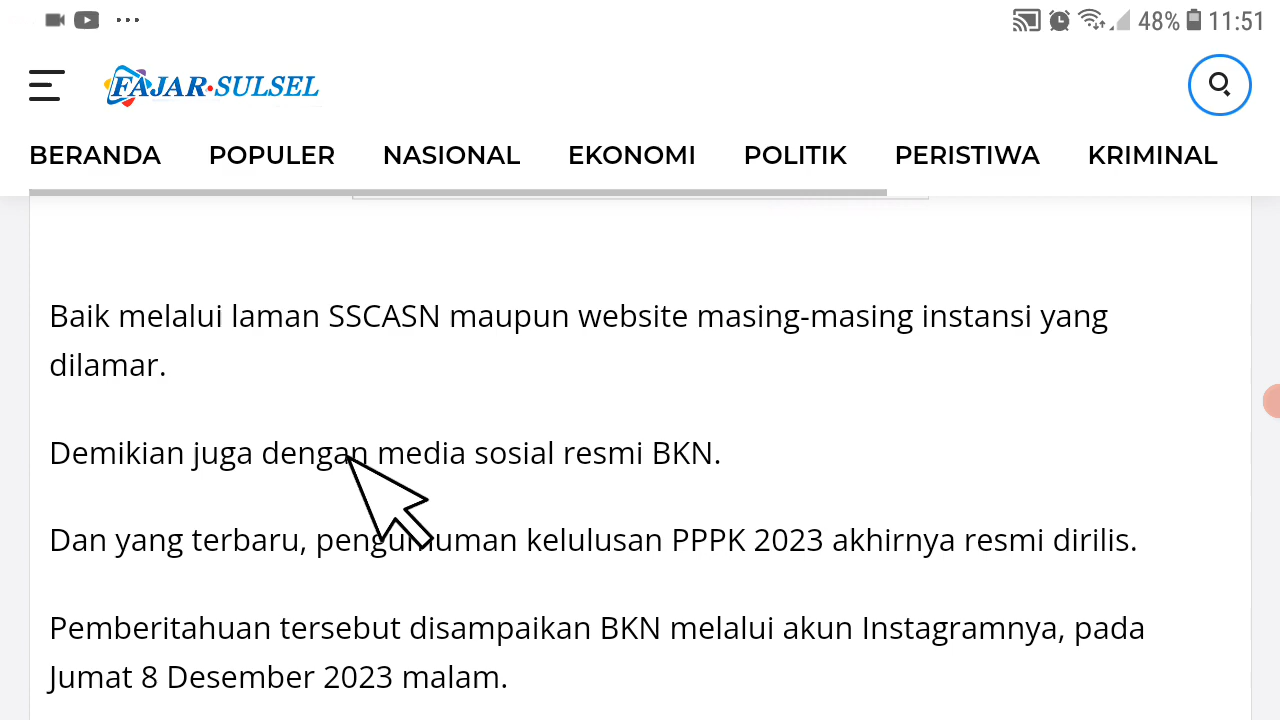 48% 11:51
FAJAR·SULSEL
BERANDA POPULER NASIONAL EKONOMI POLITIK PERISTIWA KRIMINAL
Baik melalui laman SSCASN maupun website masing-masing instansi yang
dilamar.
Demikian juga dengan media sosial resmi BKN.
Dan yang terbaru, pengumuman kelulusan PPPK 2023 akhirnya resmi dirilis.
Pemberitahuan tersebut disampaikan BKN melalui akun Instagramnya, pada
Jumat 8 Desember 2023 malam.